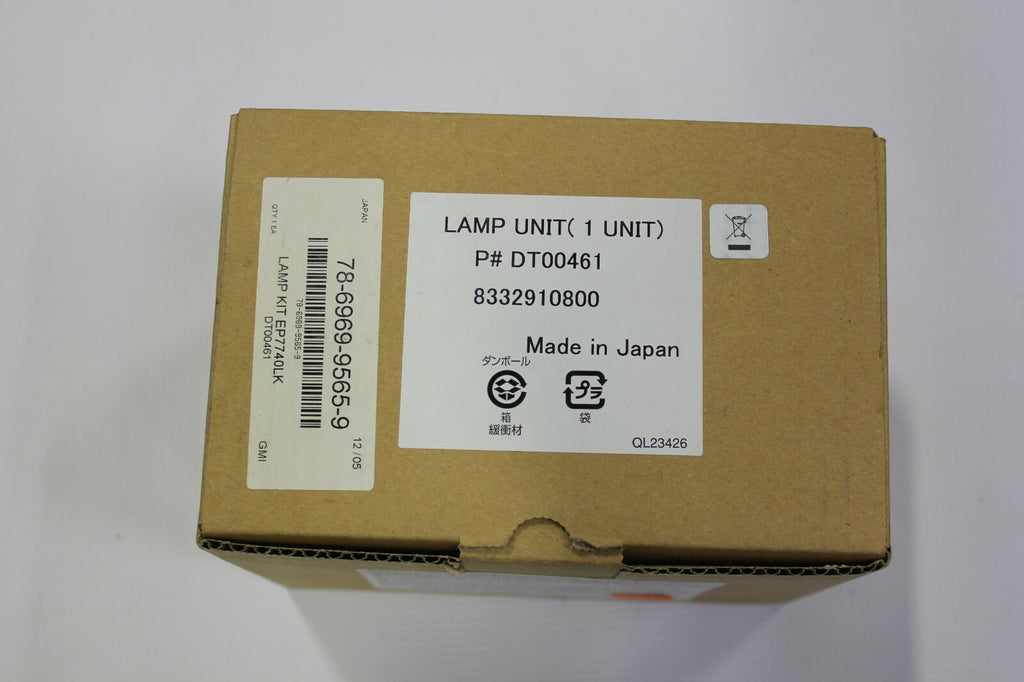 JAPAN
QTY:1 EA
78-6969-9565-9
78-6969-9565-9
LAMP KIT EP7740LK
DT00461
12 /05
GMI
LAMP UNIT( 1 UNIT)
P# DT00461
8332910800
Made in Japan
ダンボール
プラ
箱
緩衝材
袋
QL23426